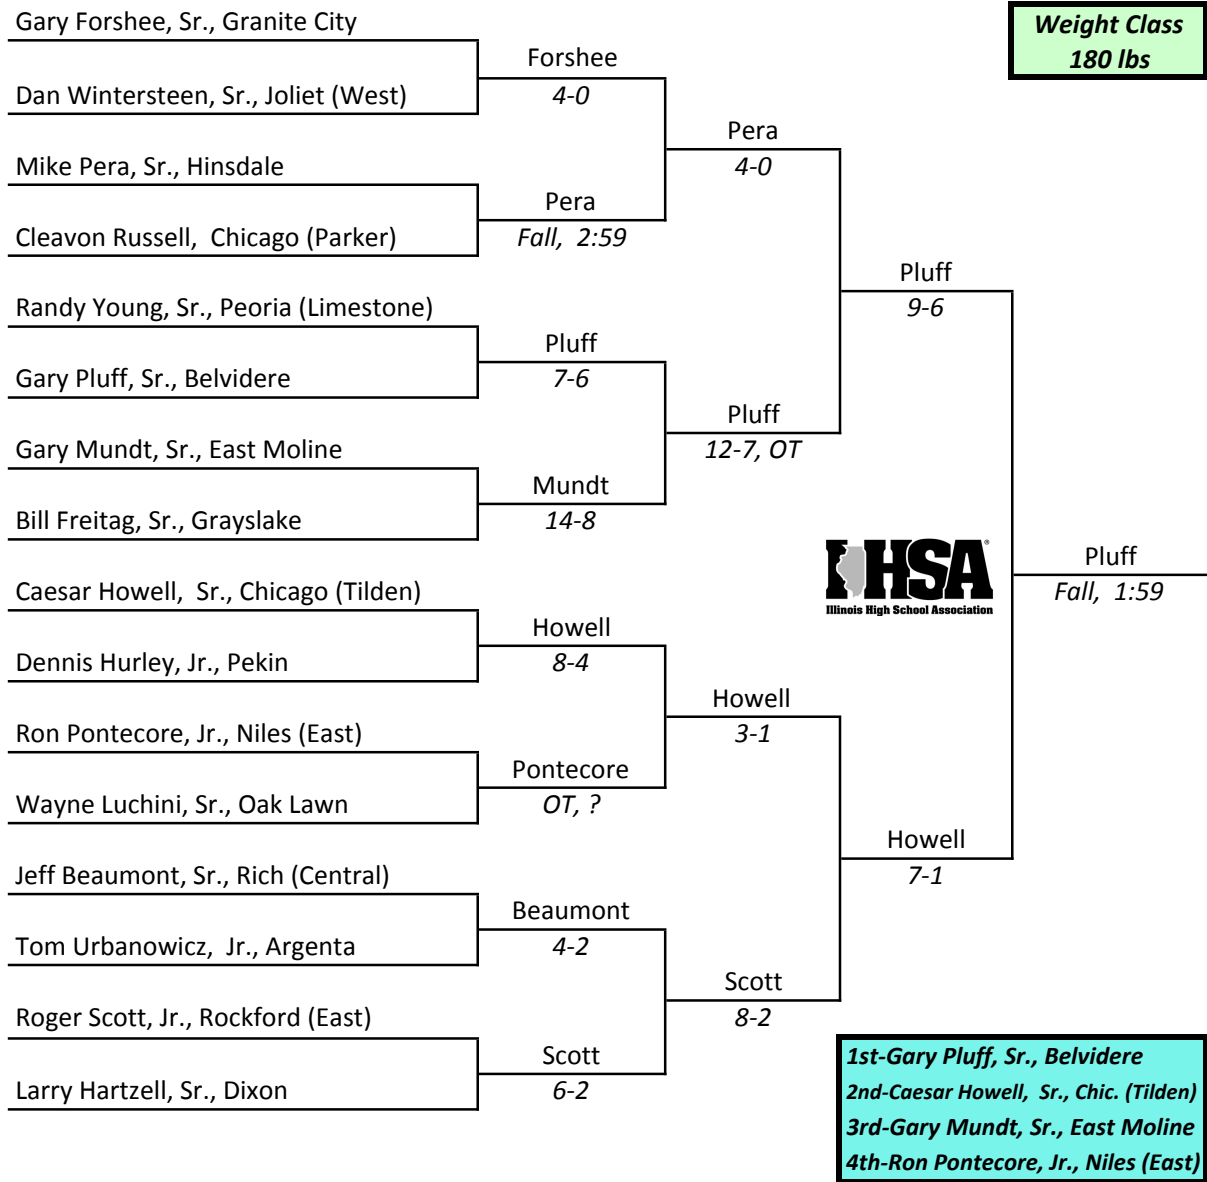 Gary Forshee, Sr., Granite City
Weight Class
180 lbs
Forshee
4-0
Dan Wintersteen, Sr., Joliet (West)
Pera
4-0
Mike Pera, Sr., Hinsdale
Pera
Fall,  2:59
Cleavon Russell,  Chicago (Parker)
Pluff
9-6
Randy Young, Sr., Peoria (Limestone)
Pluff
7-6
Gary Pluff, Sr., Belvidere
Pluff
12-7, OT
Gary Mundt, Sr., East Moline
Mundt
14-8
Bill Freitag, Sr., Grayslake
IHSA®
Illinois High School Association
Pluff
Fall,  1:59
Caesar Howell,  Sr., Chicago (Tilden)
Howell
8-4
Dennis Hurley, Jr., Pekin
Howell
3-1
Ron Pontecore, Jr., Niles (East)
Pontecore
OT, ?
Wayne Luchini, Sr., Oak Lawn
Howell
7-1
Jeff Beaumont, Sr., Rich (Central)
Beaumont
4-2
Tom Urbanowicz,  Jr., Argenta
Scott
8-2
Roger Scott, Jr., Rockford (East)
Scott
6-2
Larry Hartzell, Sr., Dixon
1st-Gary Pluff, Sr., Belvidere
2nd-Caesar Howell,  Sr., Chic. (Tilden)
3rd-Gary Mundt, Sr., East Moline
4th-Ron Pontecore, Jr., Niles (East)